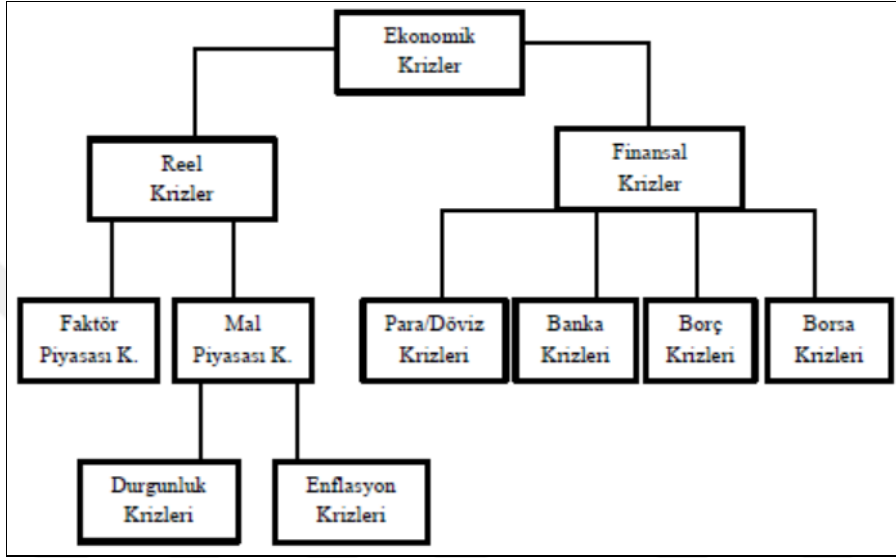 Ekonomik
Krizler
Reel
Krizler
Finansal
Krizler
Faktör
Piyasası K.
Mal
Piyasası K.
Para/Döviz
Krizleri
Banka
Krizleri
Borç
Krizleri
Borsa
Krizleri
Durgunluk
Krizleri
Enflasyon
Krizleri